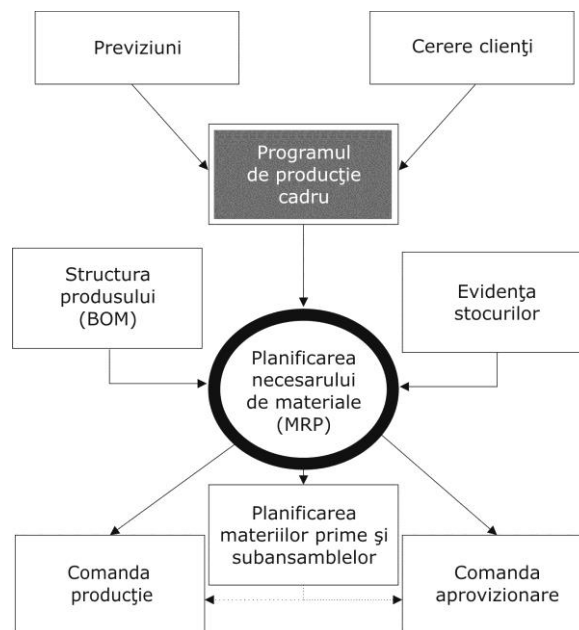 Previziuni
Cerere clienţi
Programul
de producţie
cadru
Structura
produsului
(BOM)
Evidenţa
stocurilor
Planificarea
necesarului
de materiale
(MRP)
Planificarea
materiilor prime şi
subansamblelor
Comanda
producţie
Comanda
aprovizionare